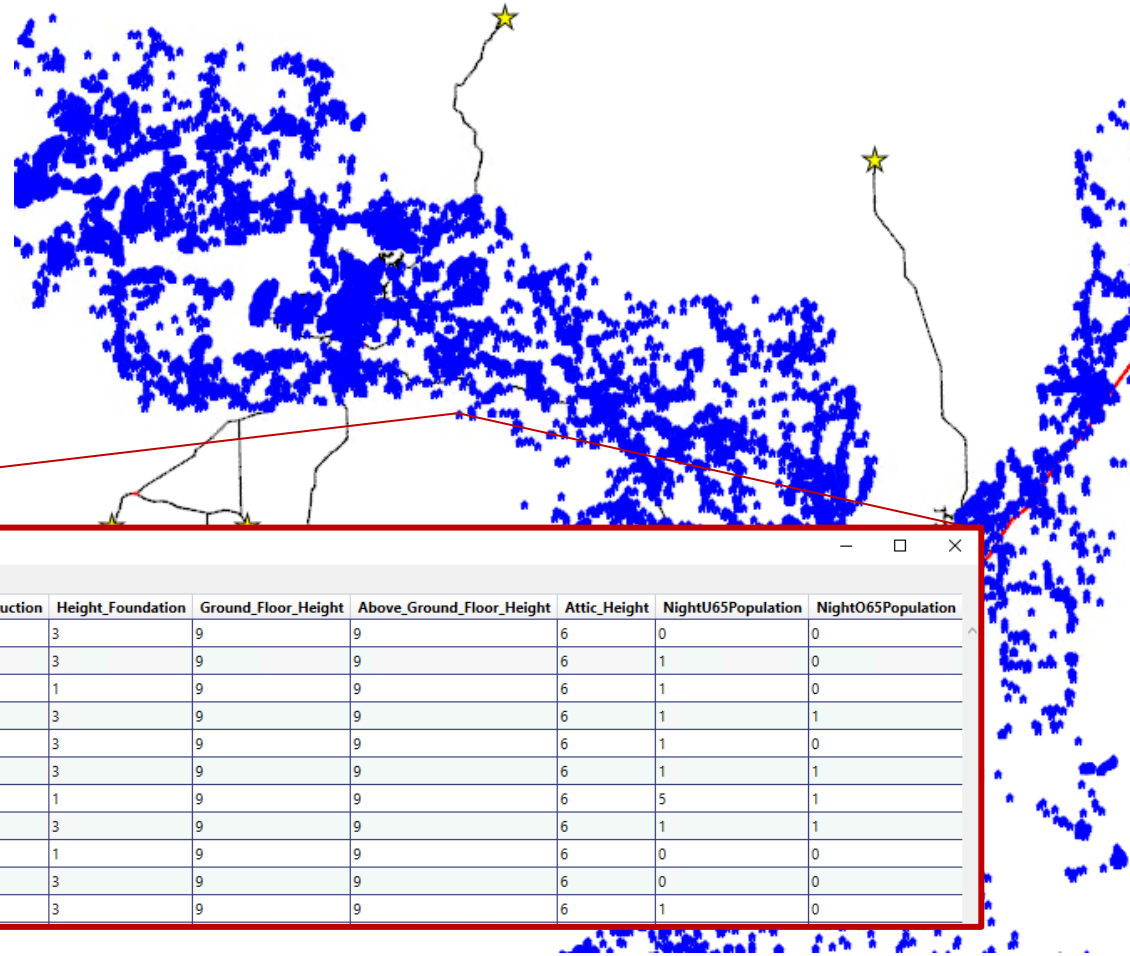 uction Height_Foundation Ground_Floor_Height Above_Ground_Floor_Height Attic_Height NightU65Population NightO65Population
3 9 9 6 0 0
3 9 9 6 1 0
1 9 9 6 1 0
3 9 9 6 1 1
3 9 9 6 1 0
3 9 9 6 1 1
1 9 9 6 5 1
3 9 9 6 1 1
1 9 9 6 0 0
3 9 9 6 0 0
3 9 9 6 1 0